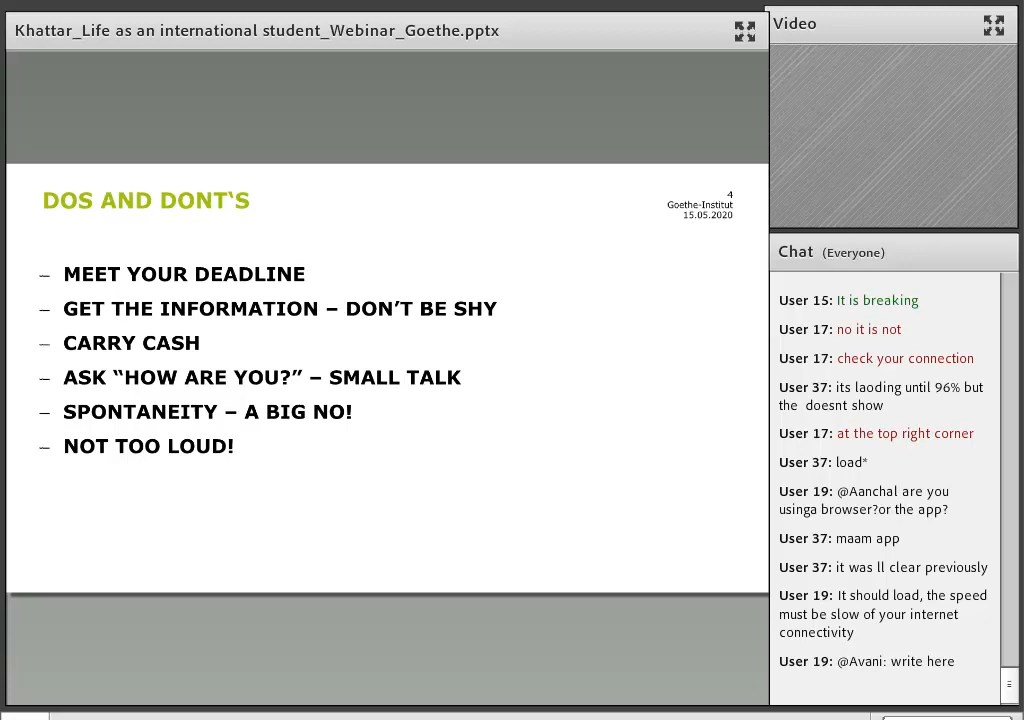 Khattar_Life as an international student_Webinar_Goethe.pptx
DOS AND DONT‘S
4
Goethe-Institut
15.05.2020
– MEET YOUR DEADLINE
– GET THE INFORMATION – DON’T BE SHY
– CARRY CASH
– ASK “HOW ARE YOU?” – SMALL TALK
– SPONTANEITY – A BIG NO!
– NOT TOO LOUD!
Video
Chat (Everyone)
User 15: It is breaking
User 17: no it is not
User 17: check your connection
User 37: its laoding until 96% but
the doesnt show
User 17: at the top right corner
User 37: load*
User 19: @Aanchal are you
usinga browser?or the app?
User 37: maam app
User 37: it was ll clear previously
User 19: It should load, the speed
must be slow of your internet
connectivity
User 19: @Avani: write here